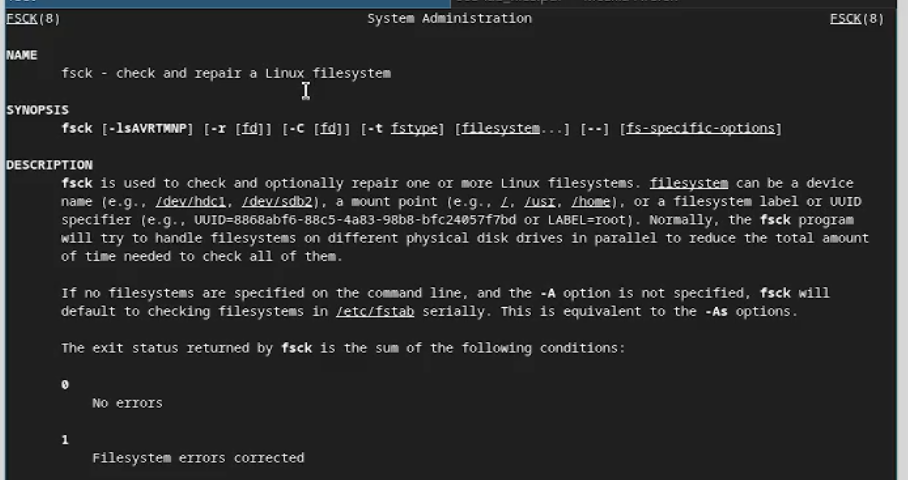 FSCK(8) System Administration FSCK(8)
NAME
fsck - check and repair a Linux filesystem
SYNOPSIS
fsck [-lsAVRTMNP] [-r [fd]] [-C [fd]] [-t fstype] [filesystem...] [--] [fs-specific-options]
DESCRIPTION
fsck is used to check and optionally repair one or more Linux filesystems. filesystem can be a device
name (e.g., /dev/hdc1, /dev/sdb2), a mount point (e.g., /, /usr, /home), or a filesystem label or UUID
specifier (e.g., UUID=8868abf6-88c5-4a83-98b8-bfc24057f7bd or LABEL=root). Normally, the fsck program
will try to handle filesystems on different physical disk drives in parallel to reduce the total amount
of time needed to check all of them.
If no filesystems are specified on the command line, and the -A option is not specified, fsck will
default to checking filesystems in /etc/fstab serially. This is equivalent to the -As options.
The exit status returned by fsck is the sum of the following conditions:
0
No errors
1
Filesystem errors corrected